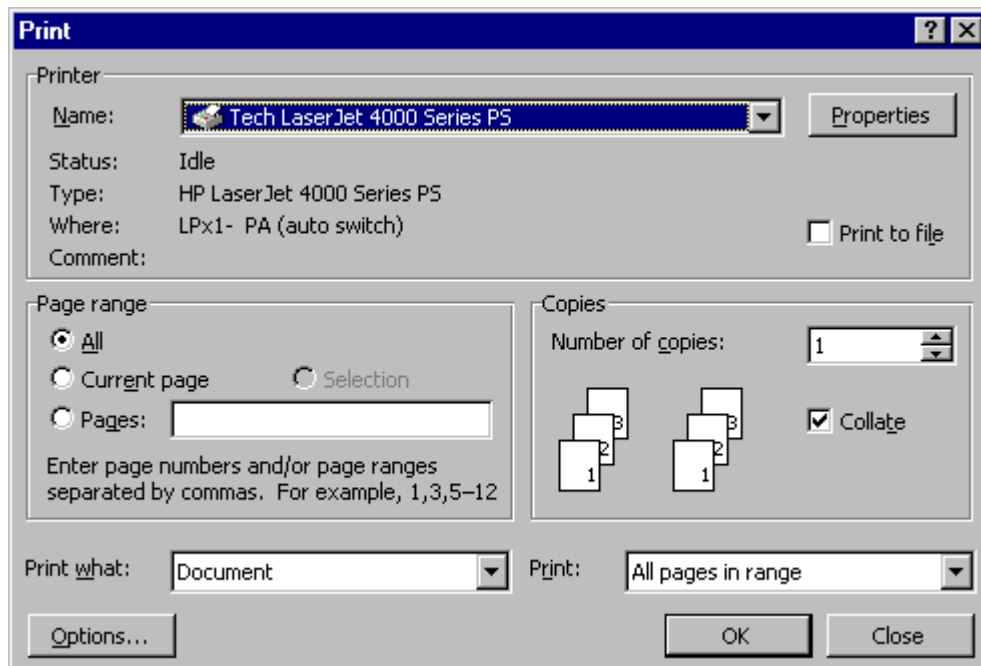 Print
Printer
Name: Tech LaserJet 4000 Series PS Properties
Status: Idle
Type: HP LaserJet 4000 Series PS
Where: LPx1- PA (auto switch)
Print to file
Comment:
Page range
All
Current page Selection
Pages:
Enter page numbers and/or page ranges
separated by commas. For example, 1,3,5–12
Copies
Number of copies: 1
3 3
2 2
1 1
Collate
Print what: Document Print: All pages in range
Options... OK Close